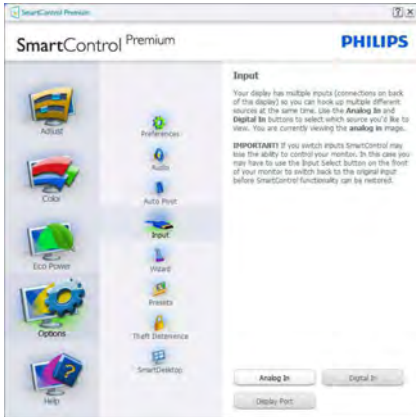 SmartControl Premium
SmartControl Premium
PHILIPS
Adjust
Color
Eco Power
Options
Help
Preferences
Audio
Auto Pivot
Input
Wizard
Presets
Theft Deterrence
SmartDesktop
Input
Your display has multiple inputs (connections on back
of the display) so you can hook up multiple different
sources at the same time. Use the Analog In and
Digital In buttons to select which source you'd like to
view. You are currently viewing the analog in image.
IMPORTANT! If you switch inputs SmartControl may
lose the ability to control your monitor. In this case you
may have to use the Input Select button on the front
of your monitor to switch back to the original input
before SmartControl functionality can be restored.
Analog In
Digital In
Display Port